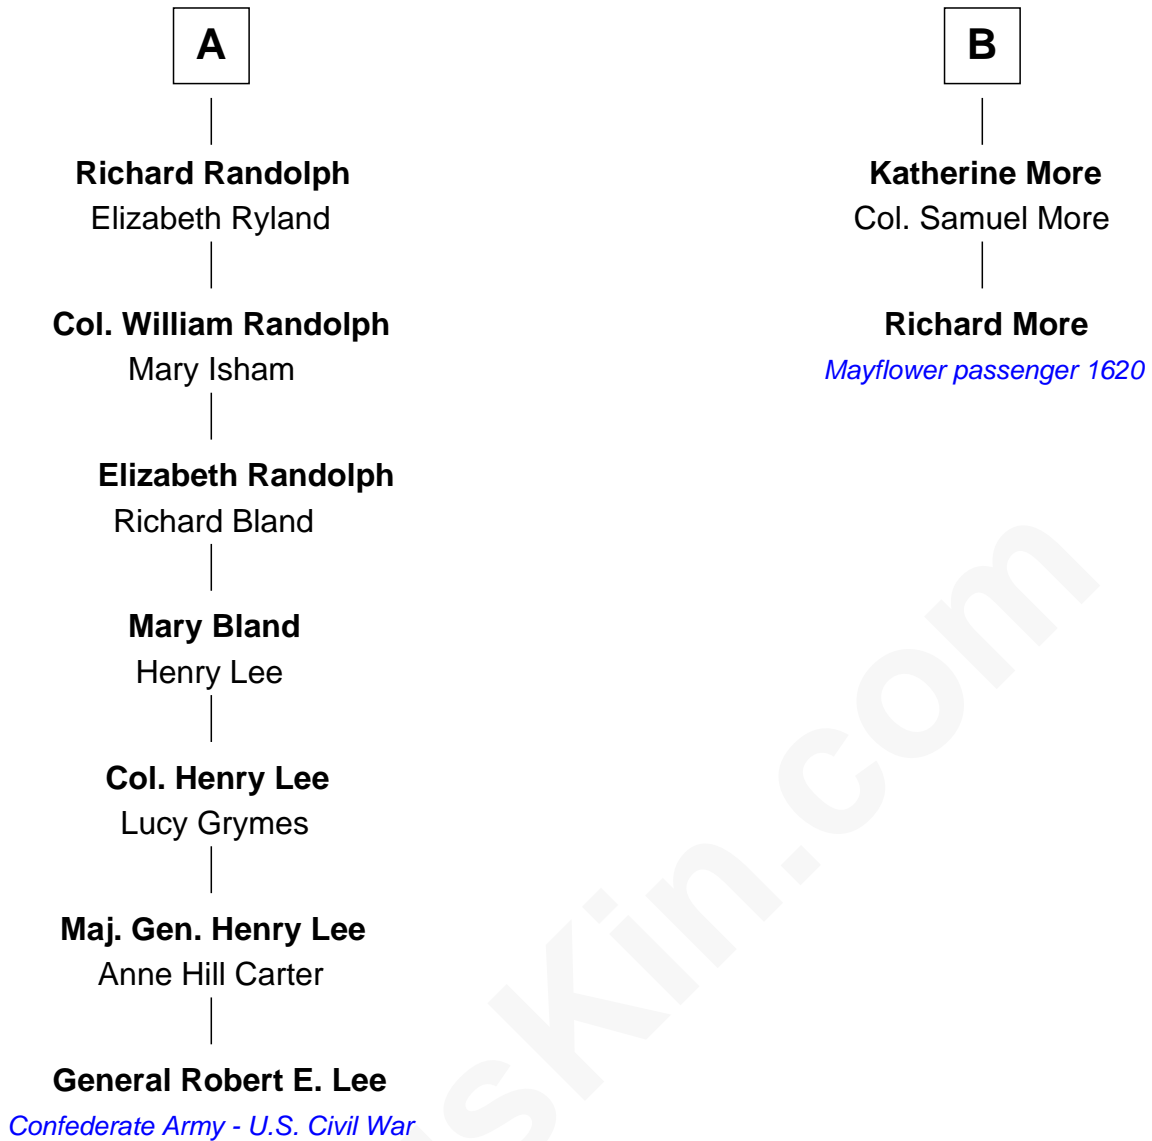 A
Richard Randolph
Elizabeth Ryland
Col. William Randolph
Mary Isham
Elizabeth Randolph
Richard Bland
Mary Bland
Henry Lee
Col. Henry Lee
Lucy Grymes
Maj. Gen. Henry Lee
Anne Hill Carter
General Robert E. Lee
Confederate Army - U.S. Civil War
B
Katherine More
Col. Samuel More
Richard More
Mayflower passenger 1620
sKin.com